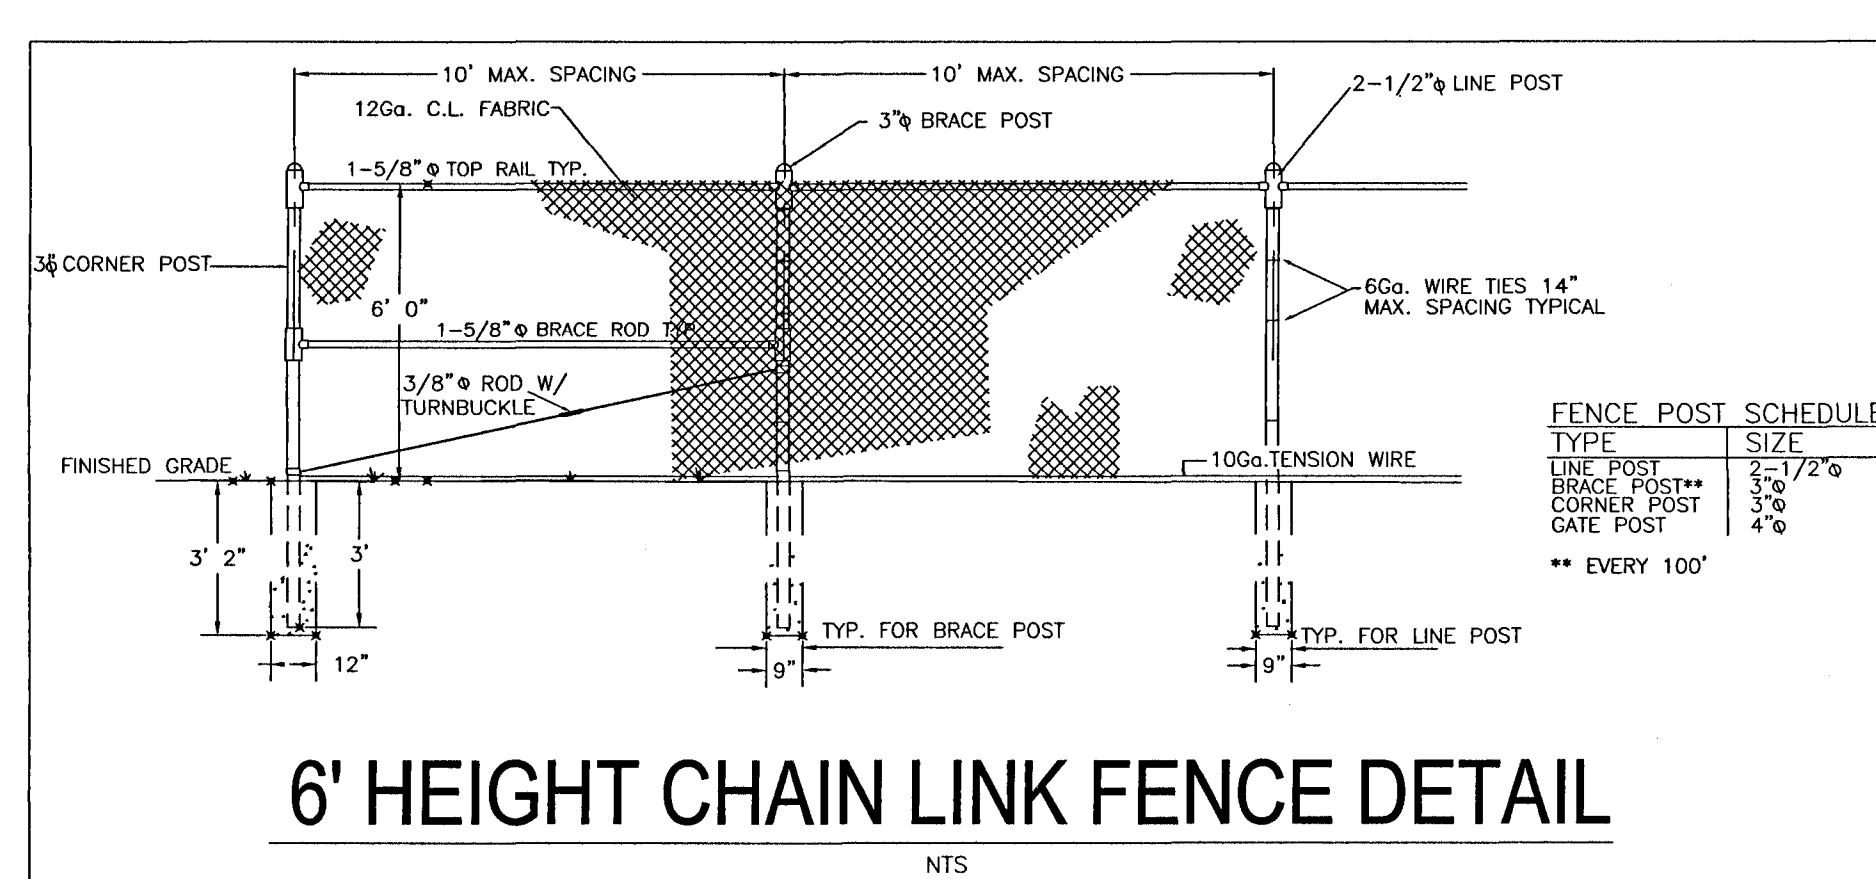 10' MAX. SPACING
10' MAX. SPACING
2-1/2"φ LINE POST
12Ga. C.L. FABRIC
3"φ BRACE POST
1-5/8"φ TOP RAIL TYP.
3φ CORNER POST
6' 0"
6Ga. WIRE TIES 14"
MAX. SPACING TYPICAL
1-5/8"φ BRACE ROD TYP.
3/8"φ ROD W/
TURNBUCKLE
FINISHED GRADE
10Ga.TENSION WIRE
FENCE POST SCHEDULE
TYPE SIZE
LINE POST 2-1/2"φ
BRACE POST** 3"φ
CORNER POST 3"φ
GATE POST 4"φ
** EVERY 100'
3' 2"
3'
TYP. FOR BRACE POST
TYP. FOR LINE POST
12"
9"
9"
6' HEIGHT CHAIN LINK FENCE DETAIL
NTS